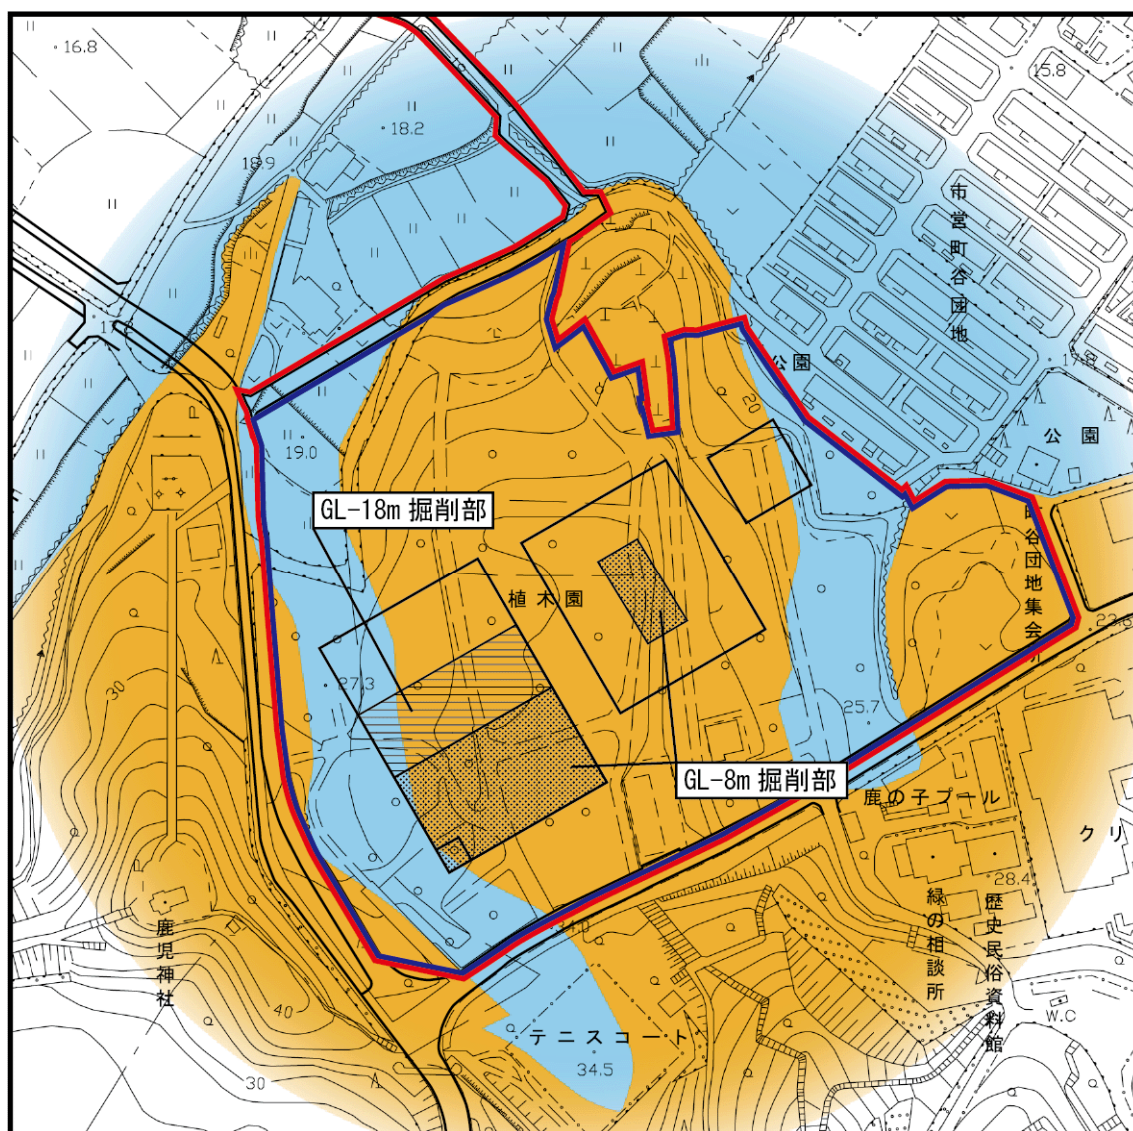 16.8
15.8
18.2
18.9
市営町谷団地
公園
17.8
20
公園
19.0
P
GL-18m 掘削部
町谷団地集会
植木園
23.6
30
27.3
25.7
GL-8m 掘削部
鹿の子プール
クリ
28.4
緑の相談所
歴史民俗資料館
34.0
鹿児神社
40
W.C
テニスコート
34.5
30